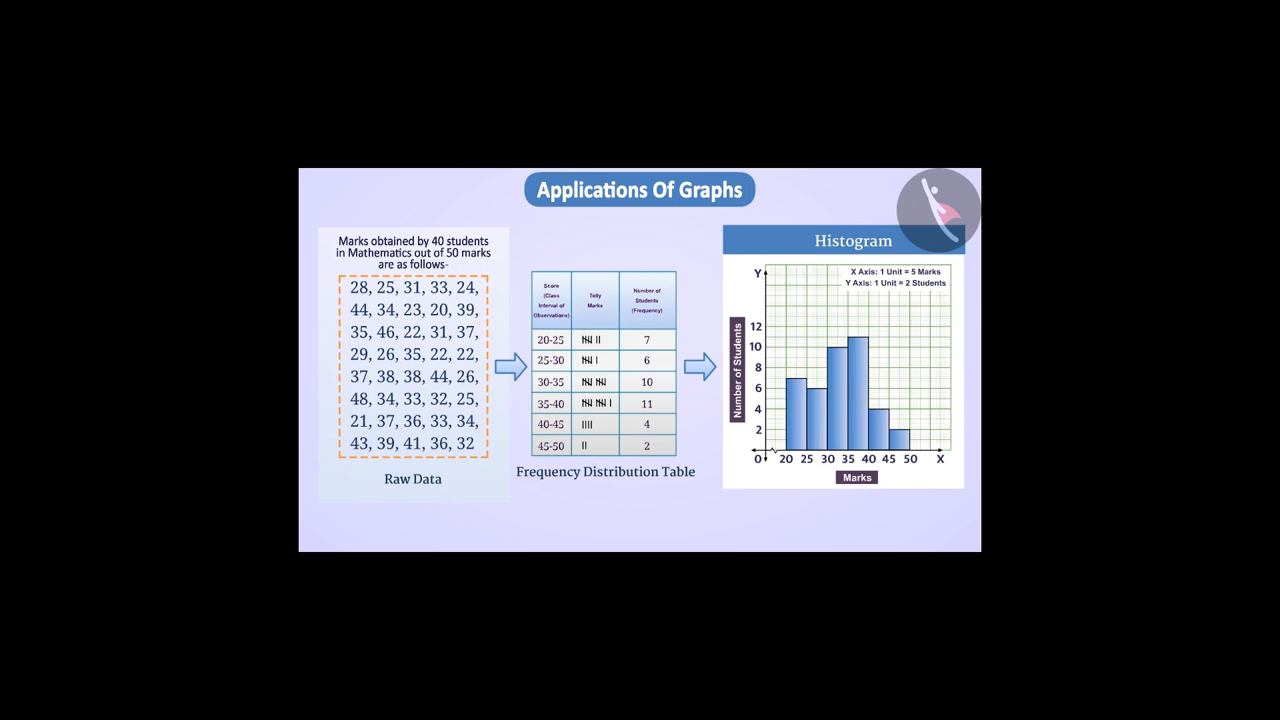 Applications Of Graphs
Marks obtained by 40 students
in Mathematics out of 50 marks
are as follows-
28, 25, 31, 33, 24,
44, 34, 23, 20, 39,
35, 46, 22, 31, 37,
29, 26, 35, 22, 22,
37, 38, 38, 44, 26,
48, 34, 33, 32, 25,
21, 37, 36, 33, 34,
43, 39, 41, 36, 32
Raw Data
Score
(Class
Interval of
Observations)
Telly
Marks
Number of
Students
(Frequency)
20-25 7
25-30 6
30-35 10
35-40 11
40-45 4
45-50 2
Frequency Distribution Table
Histogram
X Axis: 1 Unit = 5 Marks
Y Axis: 1 Unit = 2 Students
Y
Number of Students
12
10
8
6
4
2
0 20 25 30 35 40 45 50 X
Marks